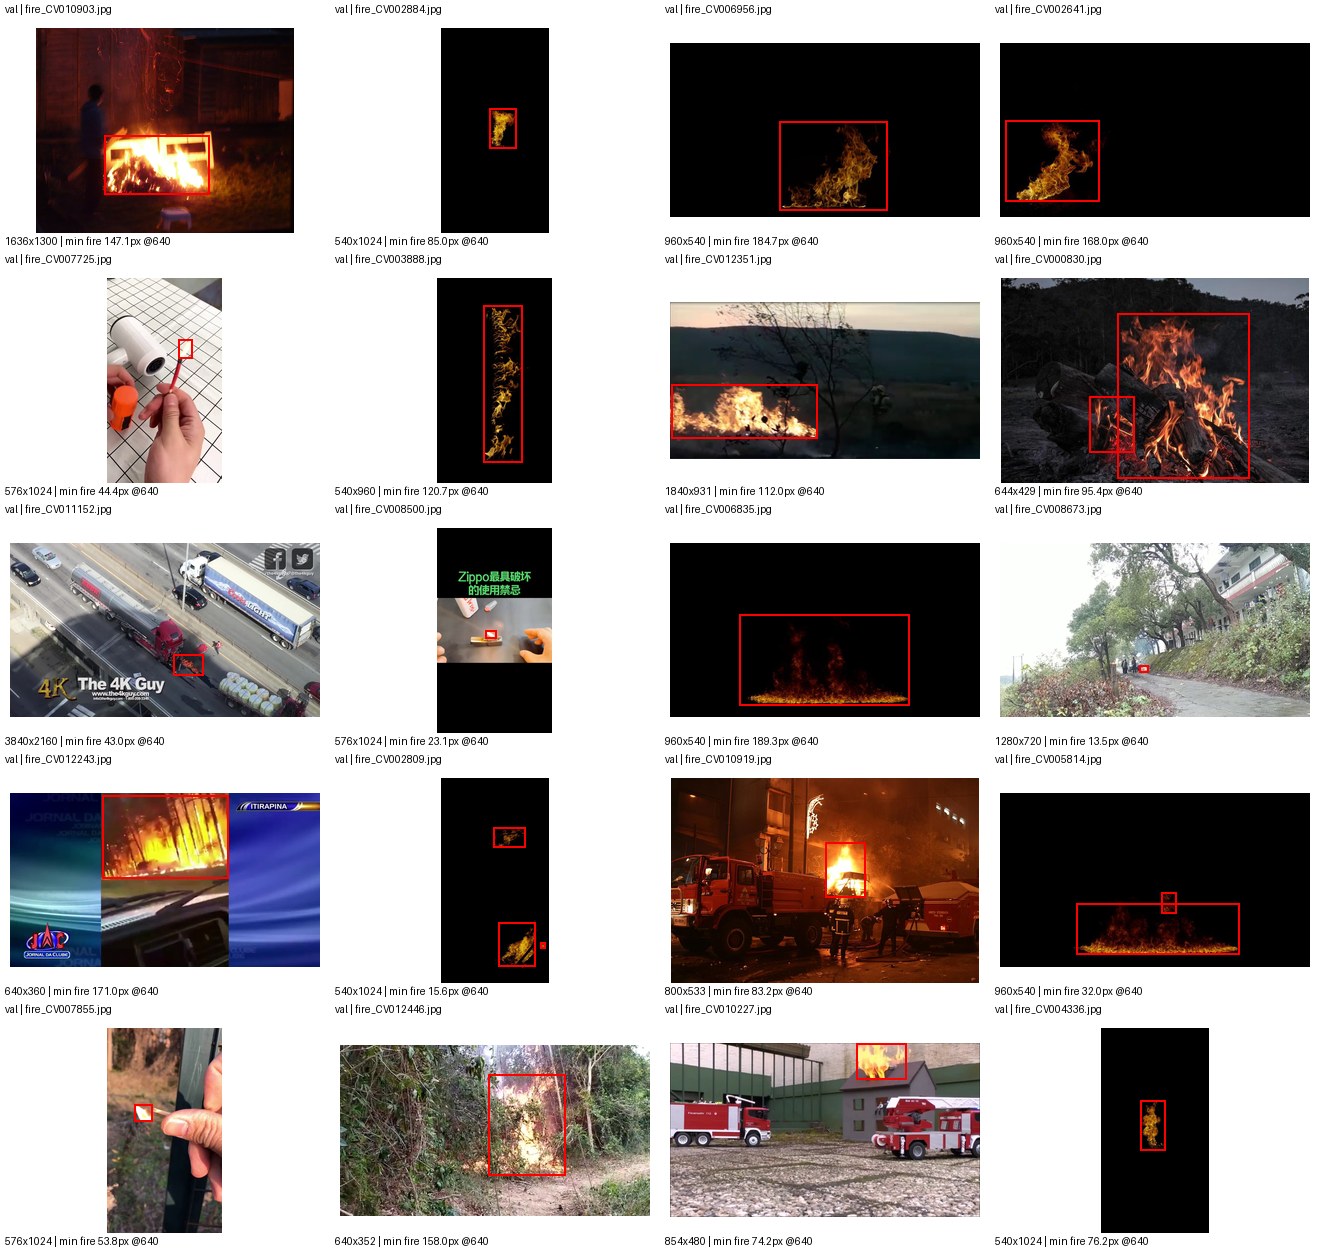 val | fire_CV010903.jpg
val | fire_CV002884.jpg
val | fire_CV006956.jpg
val | fire_CV002641.jpg
1636x1300 | min fire 147.1px @640
540x1024 | min fire 85.0px @640
960x540 | min fire 184.7px @640
960x540 | min fire 168.0px @640
val | fire_CV007725.jpg
val | fire_CV003888.jpg
val | fire_CV012351.jpg
val | fire_CV000830.jpg
576x1024 | min fire 44.4px @640
540x960 | min fire 120.7px @640
1840x931 | min fire 112.0px @640
644x429 | min fire 95.4px @640
val | fire_CV011152.jpg
val | fire_CV008500.jpg
val | fire_CV006835.jpg
val | fire_CV008673.jpg
Zippo最具破坏
的使用禁忌
4K The 4K Guy
www.the4kguy.com
3840x2160 | min fire 43.0px @640
576x1024 | min fire 23.1px @640
960x540 | min fire 189.3px @640
1280x720 | min fire 13.5px @640
val | fire_CV012243.jpg
val | fire_CV002809.jpg
val | fire_CV010919.jpg
val | fire_CV005814.jpg
ITIRAPINA
JORNAL DA CLUBE
640x360 | min fire 171.0px @640
540x1024 | min fire 15.6px @640
800x533 | min fire 83.2px @640
960x540 | min fire 32.0px @640
val | fire_CV007855.jpg
val | fire_CV012446.jpg
val | fire_CV010227.jpg
val | fire_CV004336.jpg
576x1024 | min fire 53.8px @640
640x352 | min fire 158.0px @640
854x480 | min fire 74.2px @640
540x1024 | min fire 76.2px @640